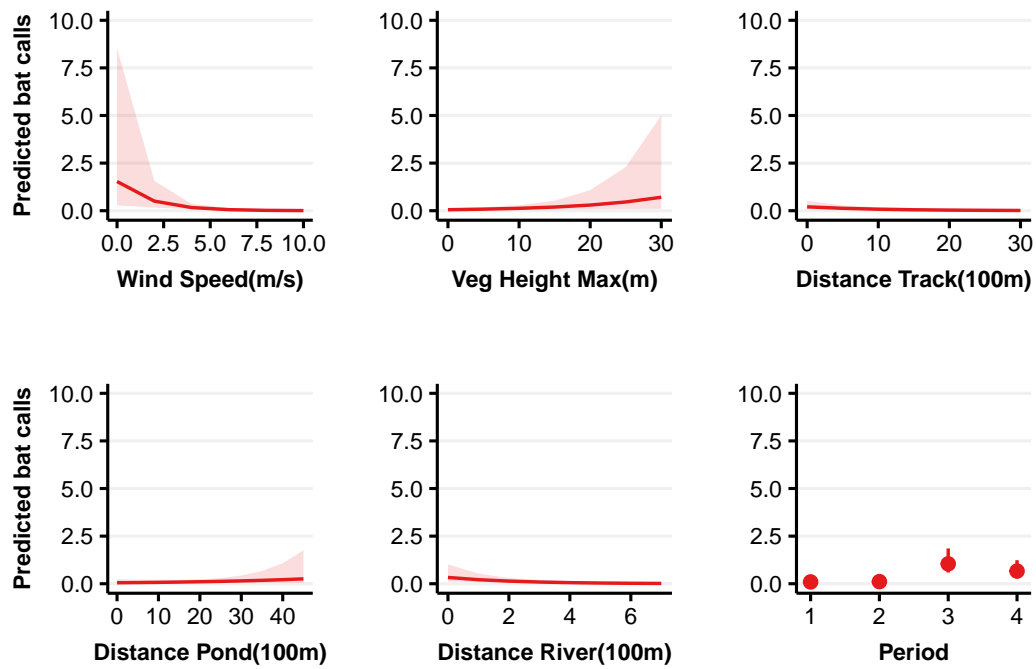 Predicted bat calls
10.0
7.5
5.0
2.5
0.0
0.0 2.5 5.0 7.5 10.0
Wind Speed(m/s)
10.0
7.5
5.0
2.5
0.0
0 10 20 30
Veg Height Max(m)
10.0
7.5
5.0
2.5
0.0
0 10 20 30
Distance Track(100m)
Predicted bat calls
10.0
7.5
5.0
2.5
0.0
0 10 20 30 40
Distance Pond(100m)
10.0
7.5
5.0
2.5
0.0
0 2 4 6
Distance River(100m)
10.0
7.5
5.0
2.5
0.0
1 2 3 4
Period